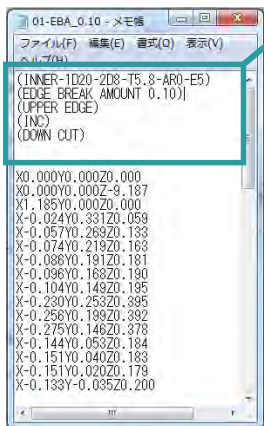 01-EBA_0.10 - メモ帳
ファイル(F) 編集(E) 書式(O) 表示(V)
ヘルプ(H)
(INNER-1D20-2D8-T5.8-AR0-E5)
(EDGE BREAK AMOUNT 0.10)
(UPPER EDGE)
(INC)
(DOWN CUT)
X0.000Y0.000Z0.000
X0.000Y0.000Z-9.187
X1.185Y0.000Z0.000
X-0.024Y0.331Z0.059
X-0.057Y0.269Z0.133
X-0.074Y0.219Z0.163
X-0.086Y0.191Z0.181
X-0.096Y0.168Z0.190
X-0.104Y0.149Z0.195
X-0.230Y0.253Z0.395
X-0.256Y0.199Z0.392
X-0.275Y0.146Z0.378
X-0.144Y0.053Z0.184
X-0.151Y0.040Z0.183
X-0.151Y0.020Z0.179
X-0.133Y-0.035Z0.200